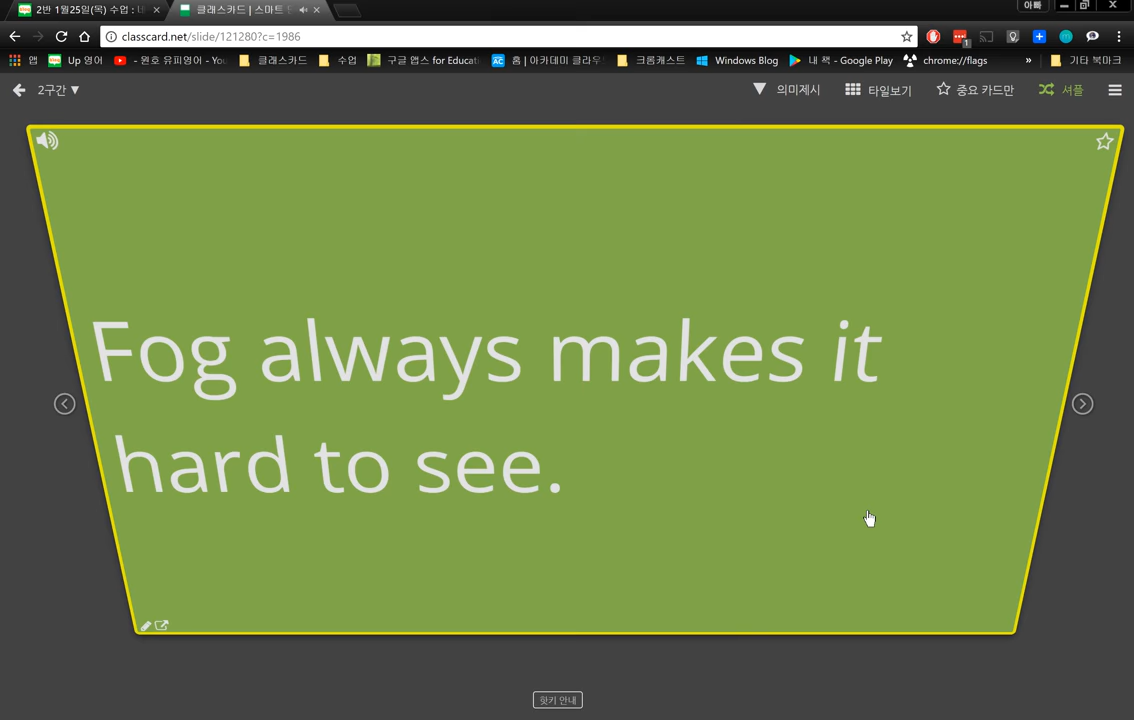 2반 1월25일(목) 수업 : 네
클래스카드 | 스마트 단
아빠
classcard.net/slide/121280?c=1986
앱
Up 영어
- 원호 유피영어 - You
클래스카드
수업
구글 앱스 for Educati
홈 | 아카데미 클라우드
크롬캐스트
Windows Blog
내 책 - Google Play
chrome://flags
»
기타 북마크
2구간 ▼
▼ 의미제시
타일보기
중요 카드만
셔플
Fog always makes it
hard to see.
핫키 안내